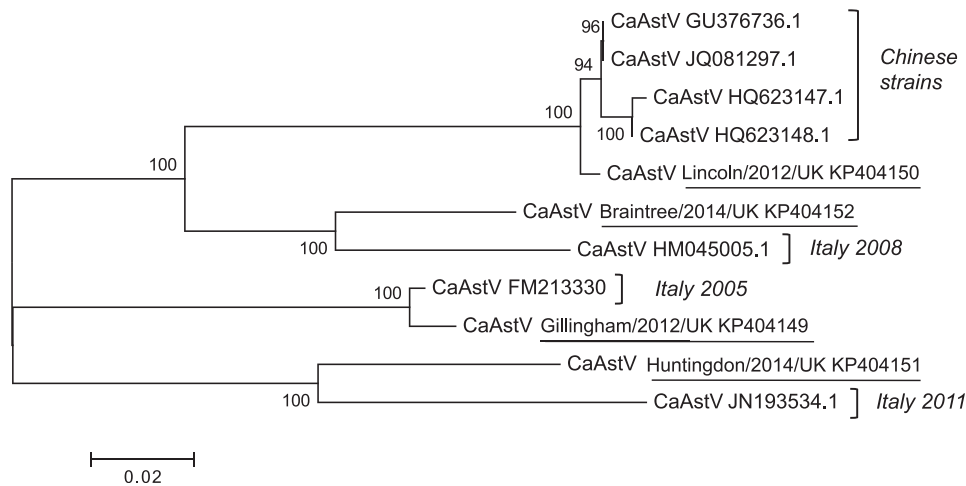 96
CaAstV GU376736.1
CaAstV JQ081297.1
94
CaAstV HQ623147.1
100
CaAstV HQ623148.1
Chinese
strains
100
CaAstV Lincoln/2012/UK KP404150
100
CaAstV Braintree/2014/UK KP404152
100
CaAstV HM045005.1
Italy 2008
100
CaAstV FM213330
Italy 2005
CaAstV Gillingham/2012/UK KP404149
CaAstV Huntingdon/2014/UK KP404151
100
CaAstV JN193534.1
Italy 2011
0.02